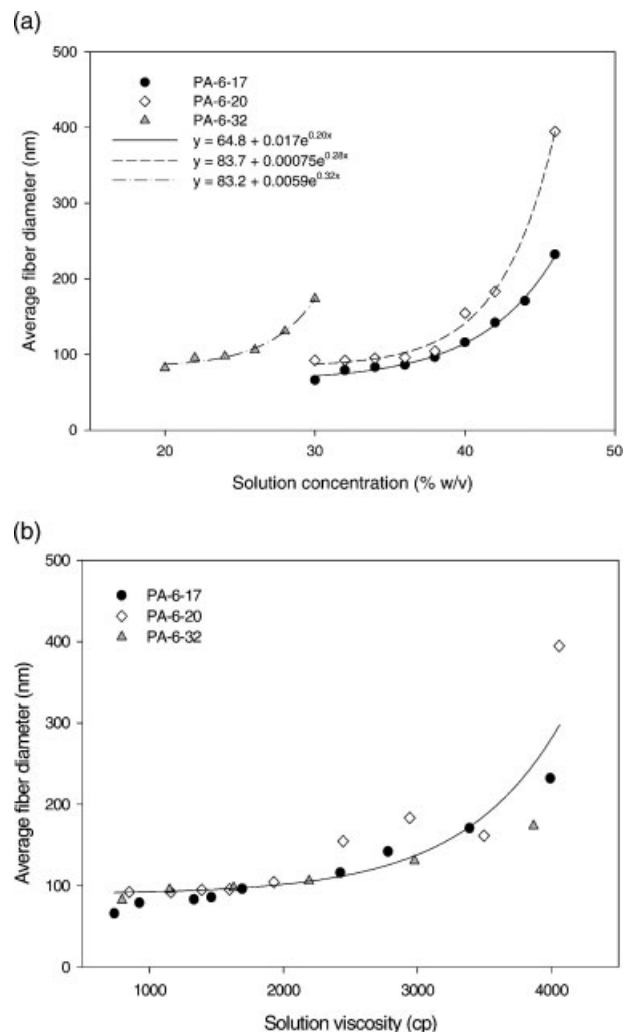 (a)
500
400
300
200
100
0
Average fiber diameter (nm)
PA-6-17
PA-6-20
PA-6-32
y = 64.8 + 0.017e^0.20x
y = 83.7 + 0.00075e^0.28x
y = 83.2 + 0.0059e^0.32x
20 30 40 50
Solution concentration (% w/v)
(b)
500
400
300
200
100
0
Average fiber diameter (nm)
PA-6-17
PA-6-20
PA-6-32
1000 2000 3000 4000
Solution viscosity (cp)